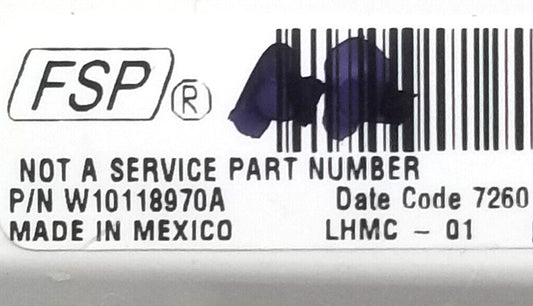 FSP ®
NOT A SERVICE PART NUMBER
P/N W10118970A Date Code 7260
MADE IN MEXICO LHMC - 01